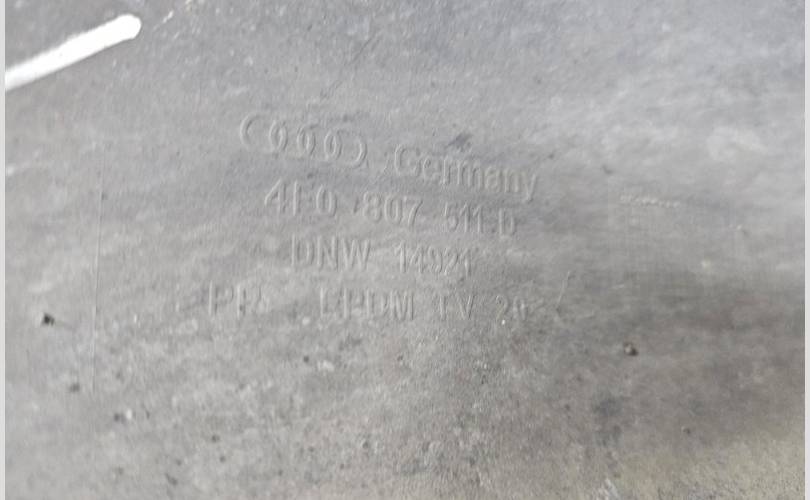 Germany
4F0 807 511 D
DNW 14921
PP EPDM TV 20